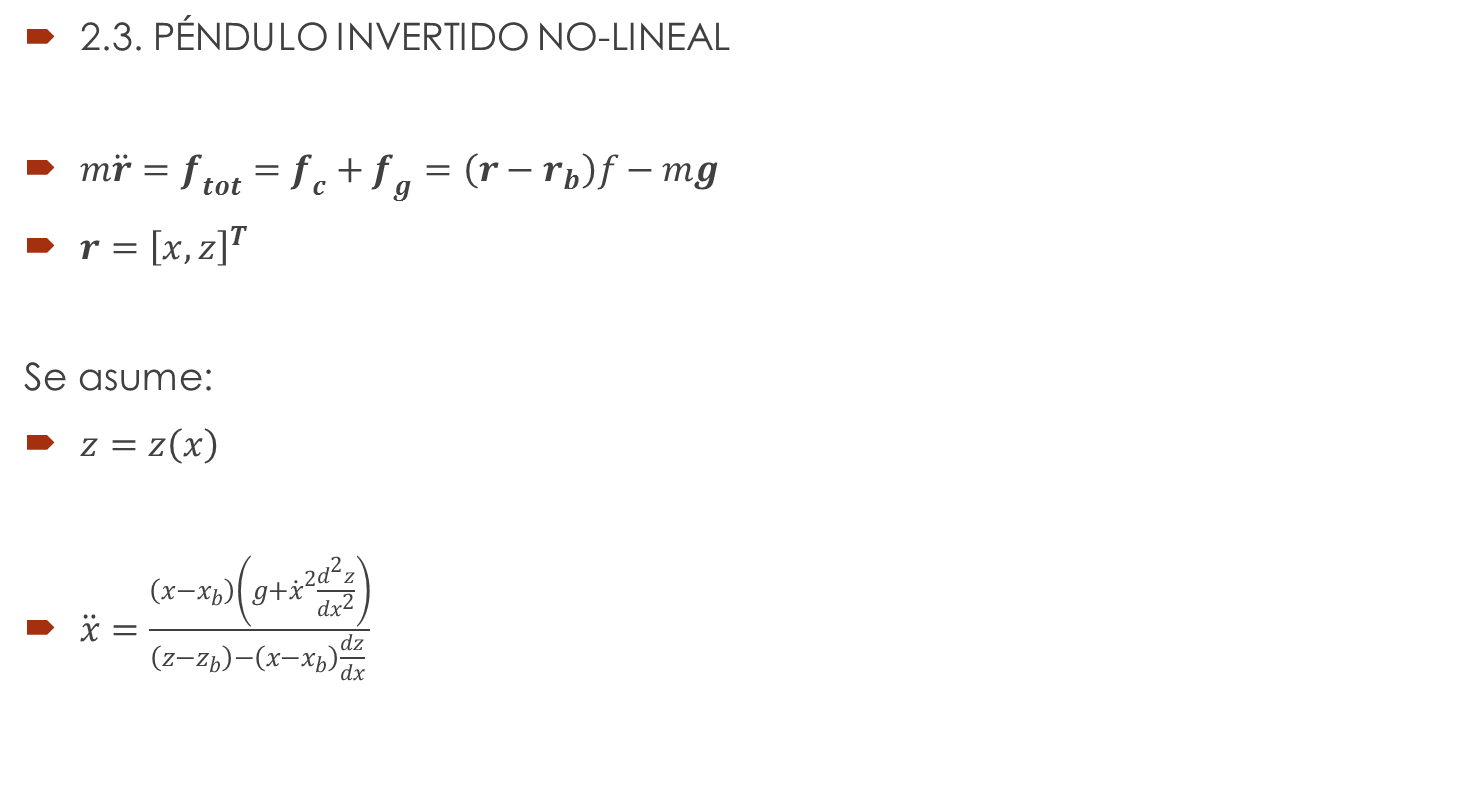 2.3. PÉNDULO INVERTIDO NO-LINEAL
m𝒓̈ = 𝒇_𝒕𝒐𝒕 = 𝒇_𝒄 + 𝒇_𝒈 = (𝒓 − 𝒓_𝒃)f − m𝒈
𝒓 = [x, z]^𝑻
Se asume:
z = z(x)
ẍ = ((x−x_b)(g+ẋ² d²z/dx²)) / ((z−z_b)−(x−x_b) dz/dx)